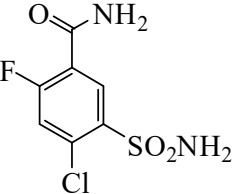 O NH₂
F
SO₂NH₂
Cl